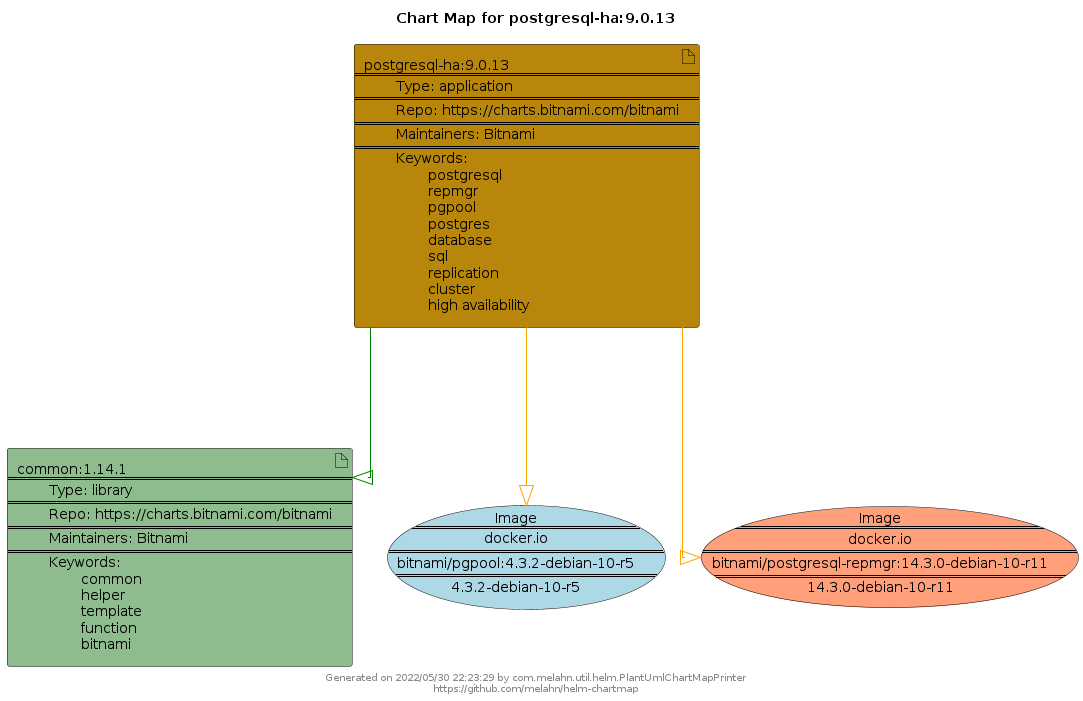 Chart Map for postgresql-ha:9.0.13
postgresql-ha:9.0.13
Type: application
Repo: https://charts.bitnami.com/bitnami
Maintainers: Bitnami
Keywords:
postgresql
repmgr
pgpool
postgres
database
sql
replication
cluster
high availability
common:1.14.1
Type: library
Repo: https://charts.bitnami.com/bitnami
Maintainers: Bitnami
Keywords:
common
helper
template
function
bitnami
Image
docker.io
bitnami/pgpool:4.3.2-debian-10-r5
4.3.2-debian-10-r5
Image
docker.io
bitnami/postgresql-repmgr:14.3.0-debian-10-r11
14.3.0-debian-10-r11
Generated on 2022/05/30 22:23:29 by com.melahn.util.helm.PlantUmlChartMapPrinter
https://github.com/melahn/helm-chartmap